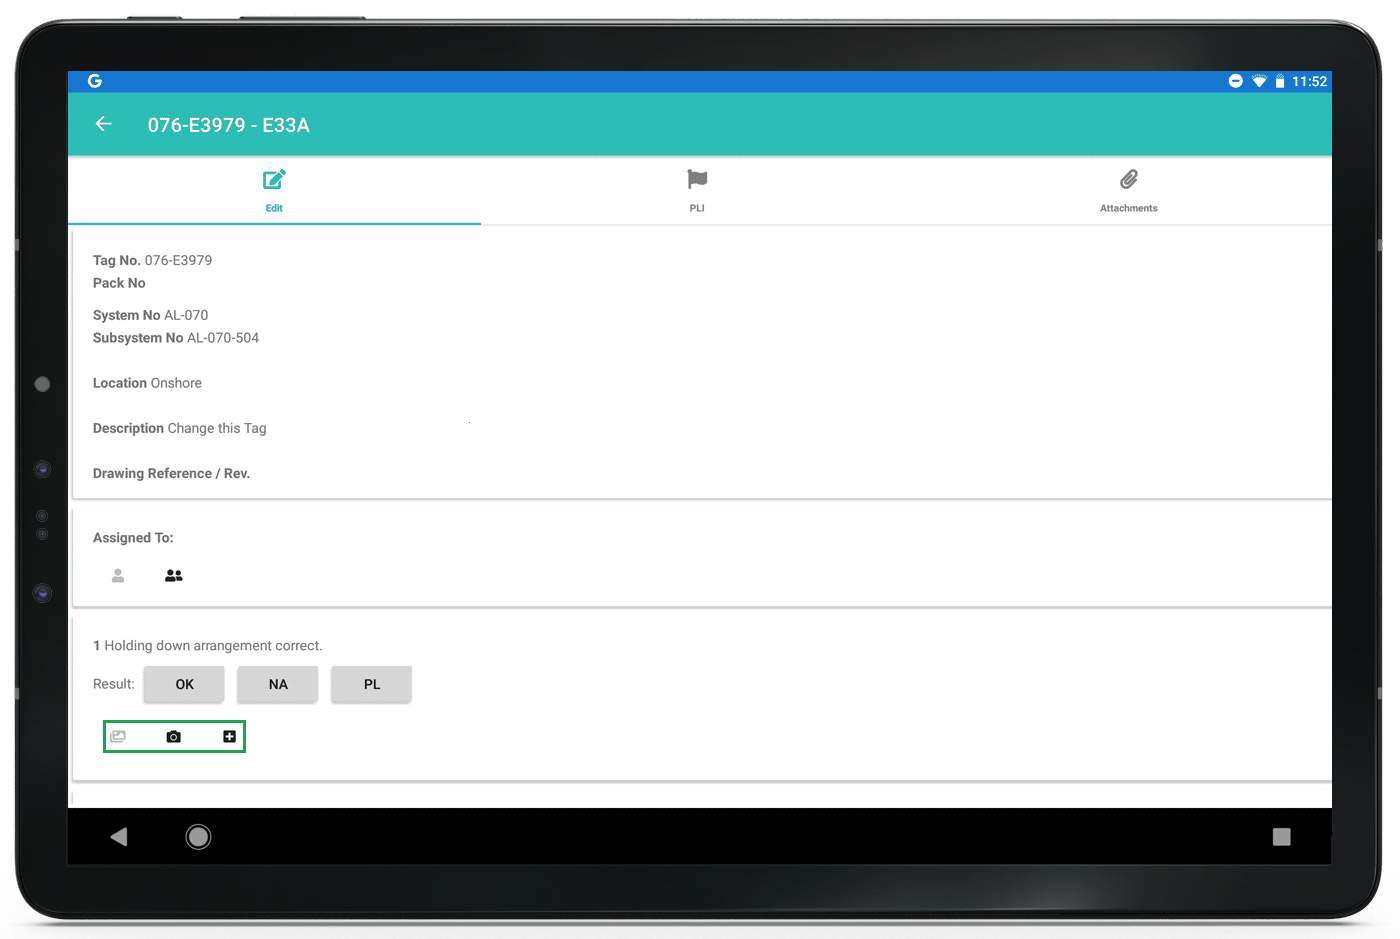 G 11:52
076-E3979 - E33A
Edit PLI Attachments
Tag No. 076-E3979
Pack No
System No AL-070
Subsystem No AL-070-504
Location Onshore
Description Change this Tag
Drawing Reference / Rev.
Assigned To:
1 Holding down arrangement correct.
Result: OK NA PL